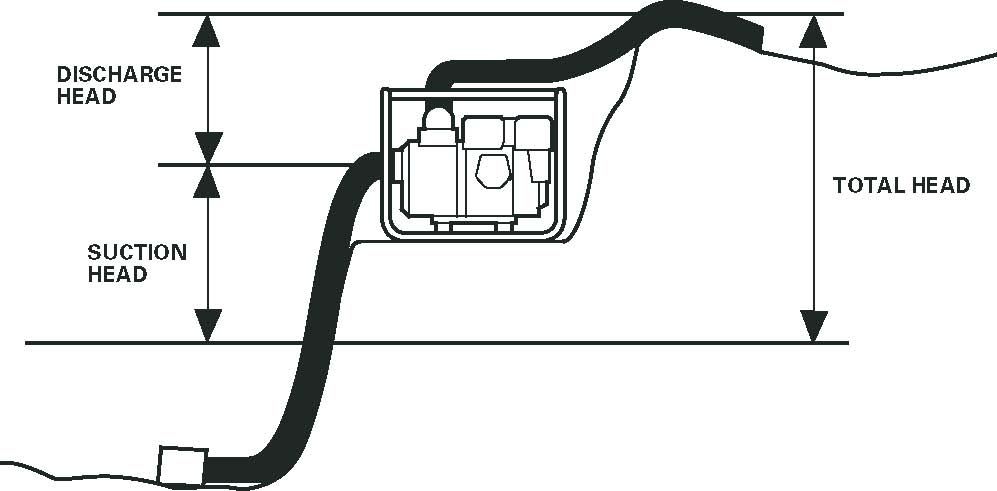 DISCHARGE
HEAD
TOTAL HEAD
SUCTION
HEAD